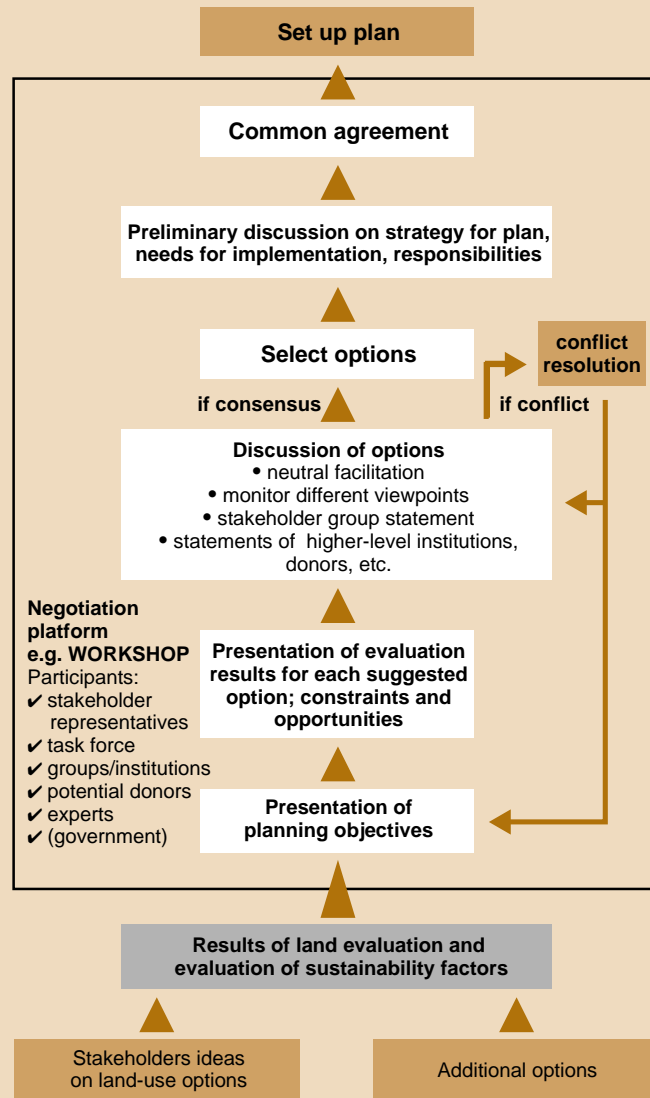 Set up plan
Common agreement
Preliminary discussion on strategy for plan,
needs for implementation, responsibilities
Select options
conflict
resolution
if consensus
if conflict
Discussion of options
• neutral facilitation
• monitor different viewpoints
• stakeholder group statement
• statements of higher-level institutions,
donors, etc.
Negotiation
platform
e.g. WORKSHOP
Participants:
✔ stakeholder
representatives
✔ task force
✔ groups/institutions
✔ potential donors
✔ experts
✔ (government)
Presentation of evaluation
results for each suggested
option; constraints and
opportunities
Presentation of
planning objectives
Results of land evaluation and
evaluation of sustainability factors
Stakeholders ideas
on land-use options
Additional options